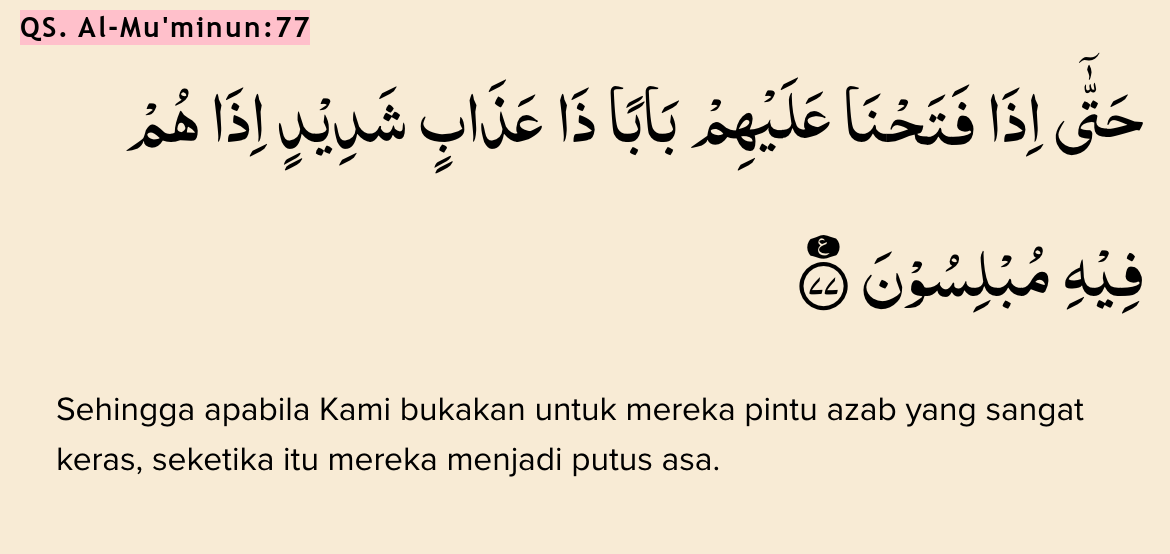 QS. Al-Mu'minun:77
حَتّٰٓى اِذَا فَتَحْنَا عَلَيْهِمْ بَابًا ذَا عَذَابٍ شَدِيْدٍ اِذَا هُمْ
فِيْهِ مُبْلِسُوْنَ ࣖ ٧٧
Sehingga apabila Kami bukakan untuk mereka pintu azab yang sangat
keras, seketika itu mereka menjadi putus asa.